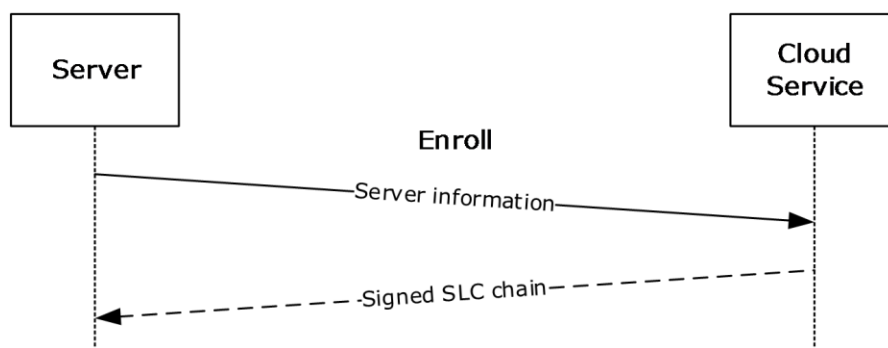 Server
Cloud
Service
Enroll
Server information
Signed SLC chain